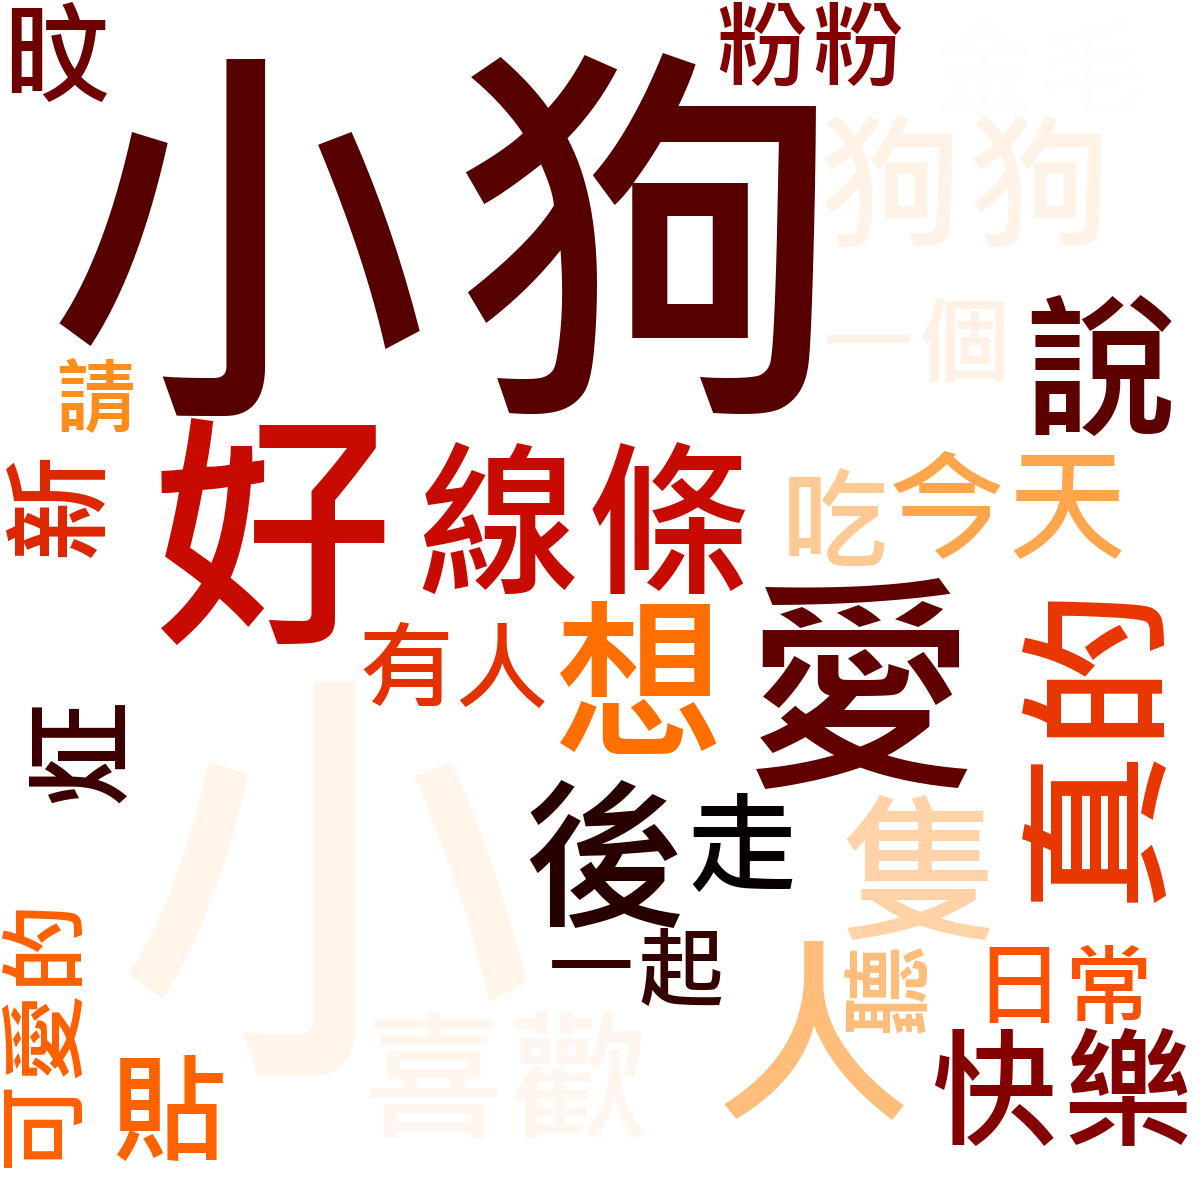 旼
粉粉
金毛
小狗
狗狗
一個
說
請
好
線條
吃
今天
新
有人
想
愛
真的
炡
小
後
走
隻
一起
聽
日常
可愛的
喜歡
人
快樂
貼